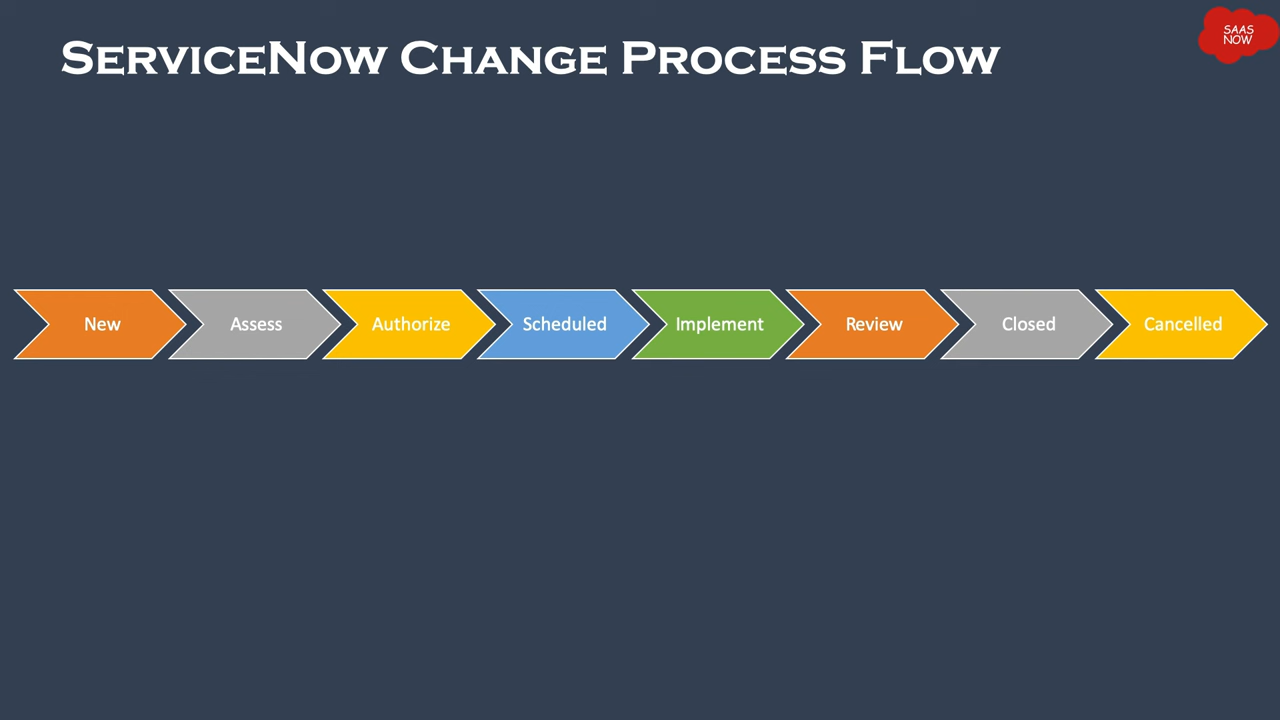 ServiceNow Change Process Flow
SAAS
NOW
New
Assess
Authorize
Scheduled
Implement
Review
Closed
Cancelled